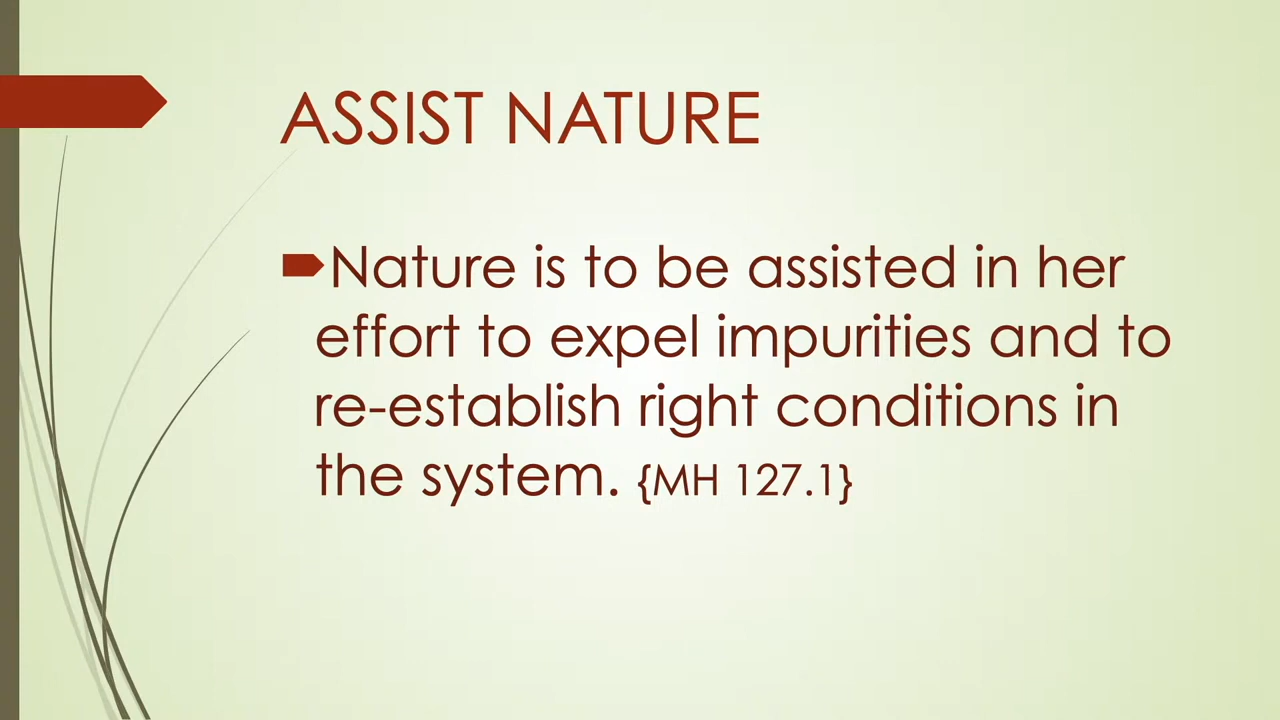 ASSIST NATURE
Nature is to be assisted in her
effort to expel impurities and to
re-establish right conditions in
the system. {MH 127.1}